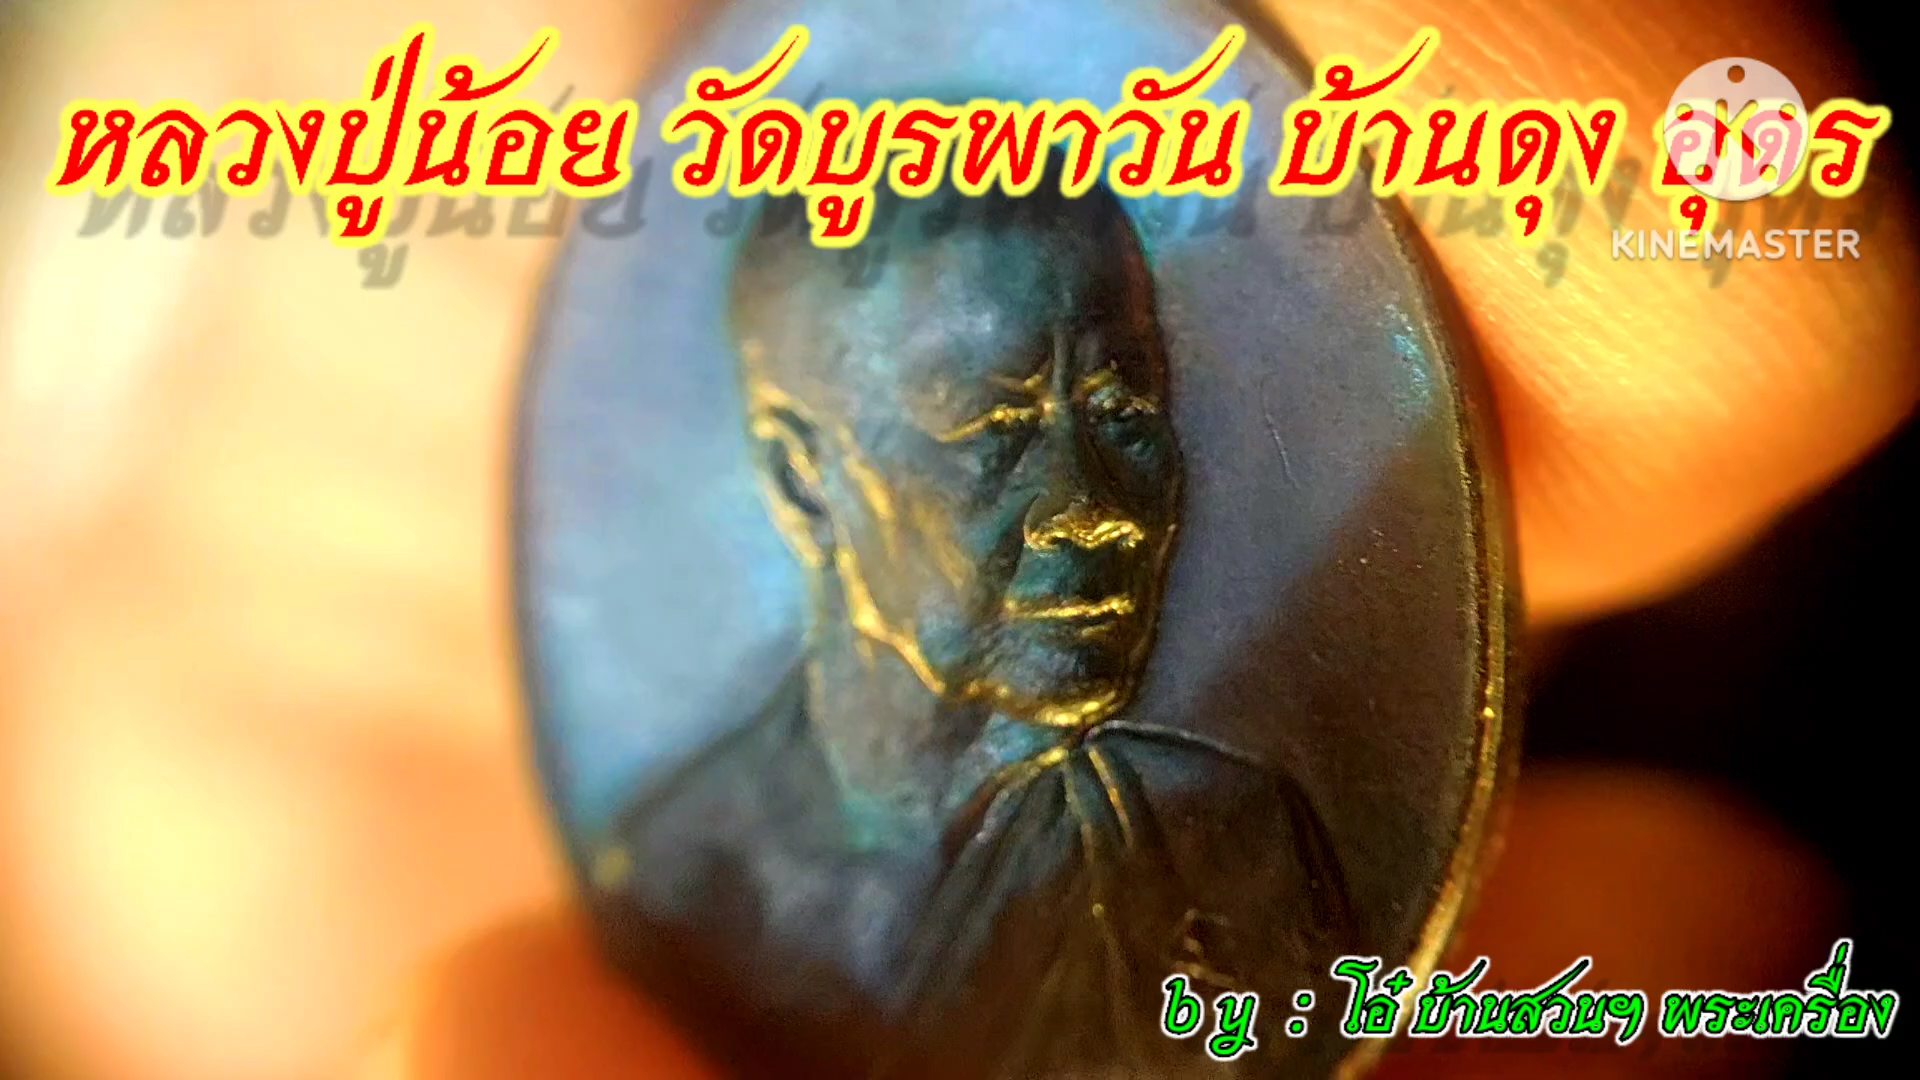 หลวงปู่น้อย วัดบูรพาวัน บ้านดุง อุดร
KINEMASTER
by : โอ๋ บ้านสวนฯ พระเครื่อง